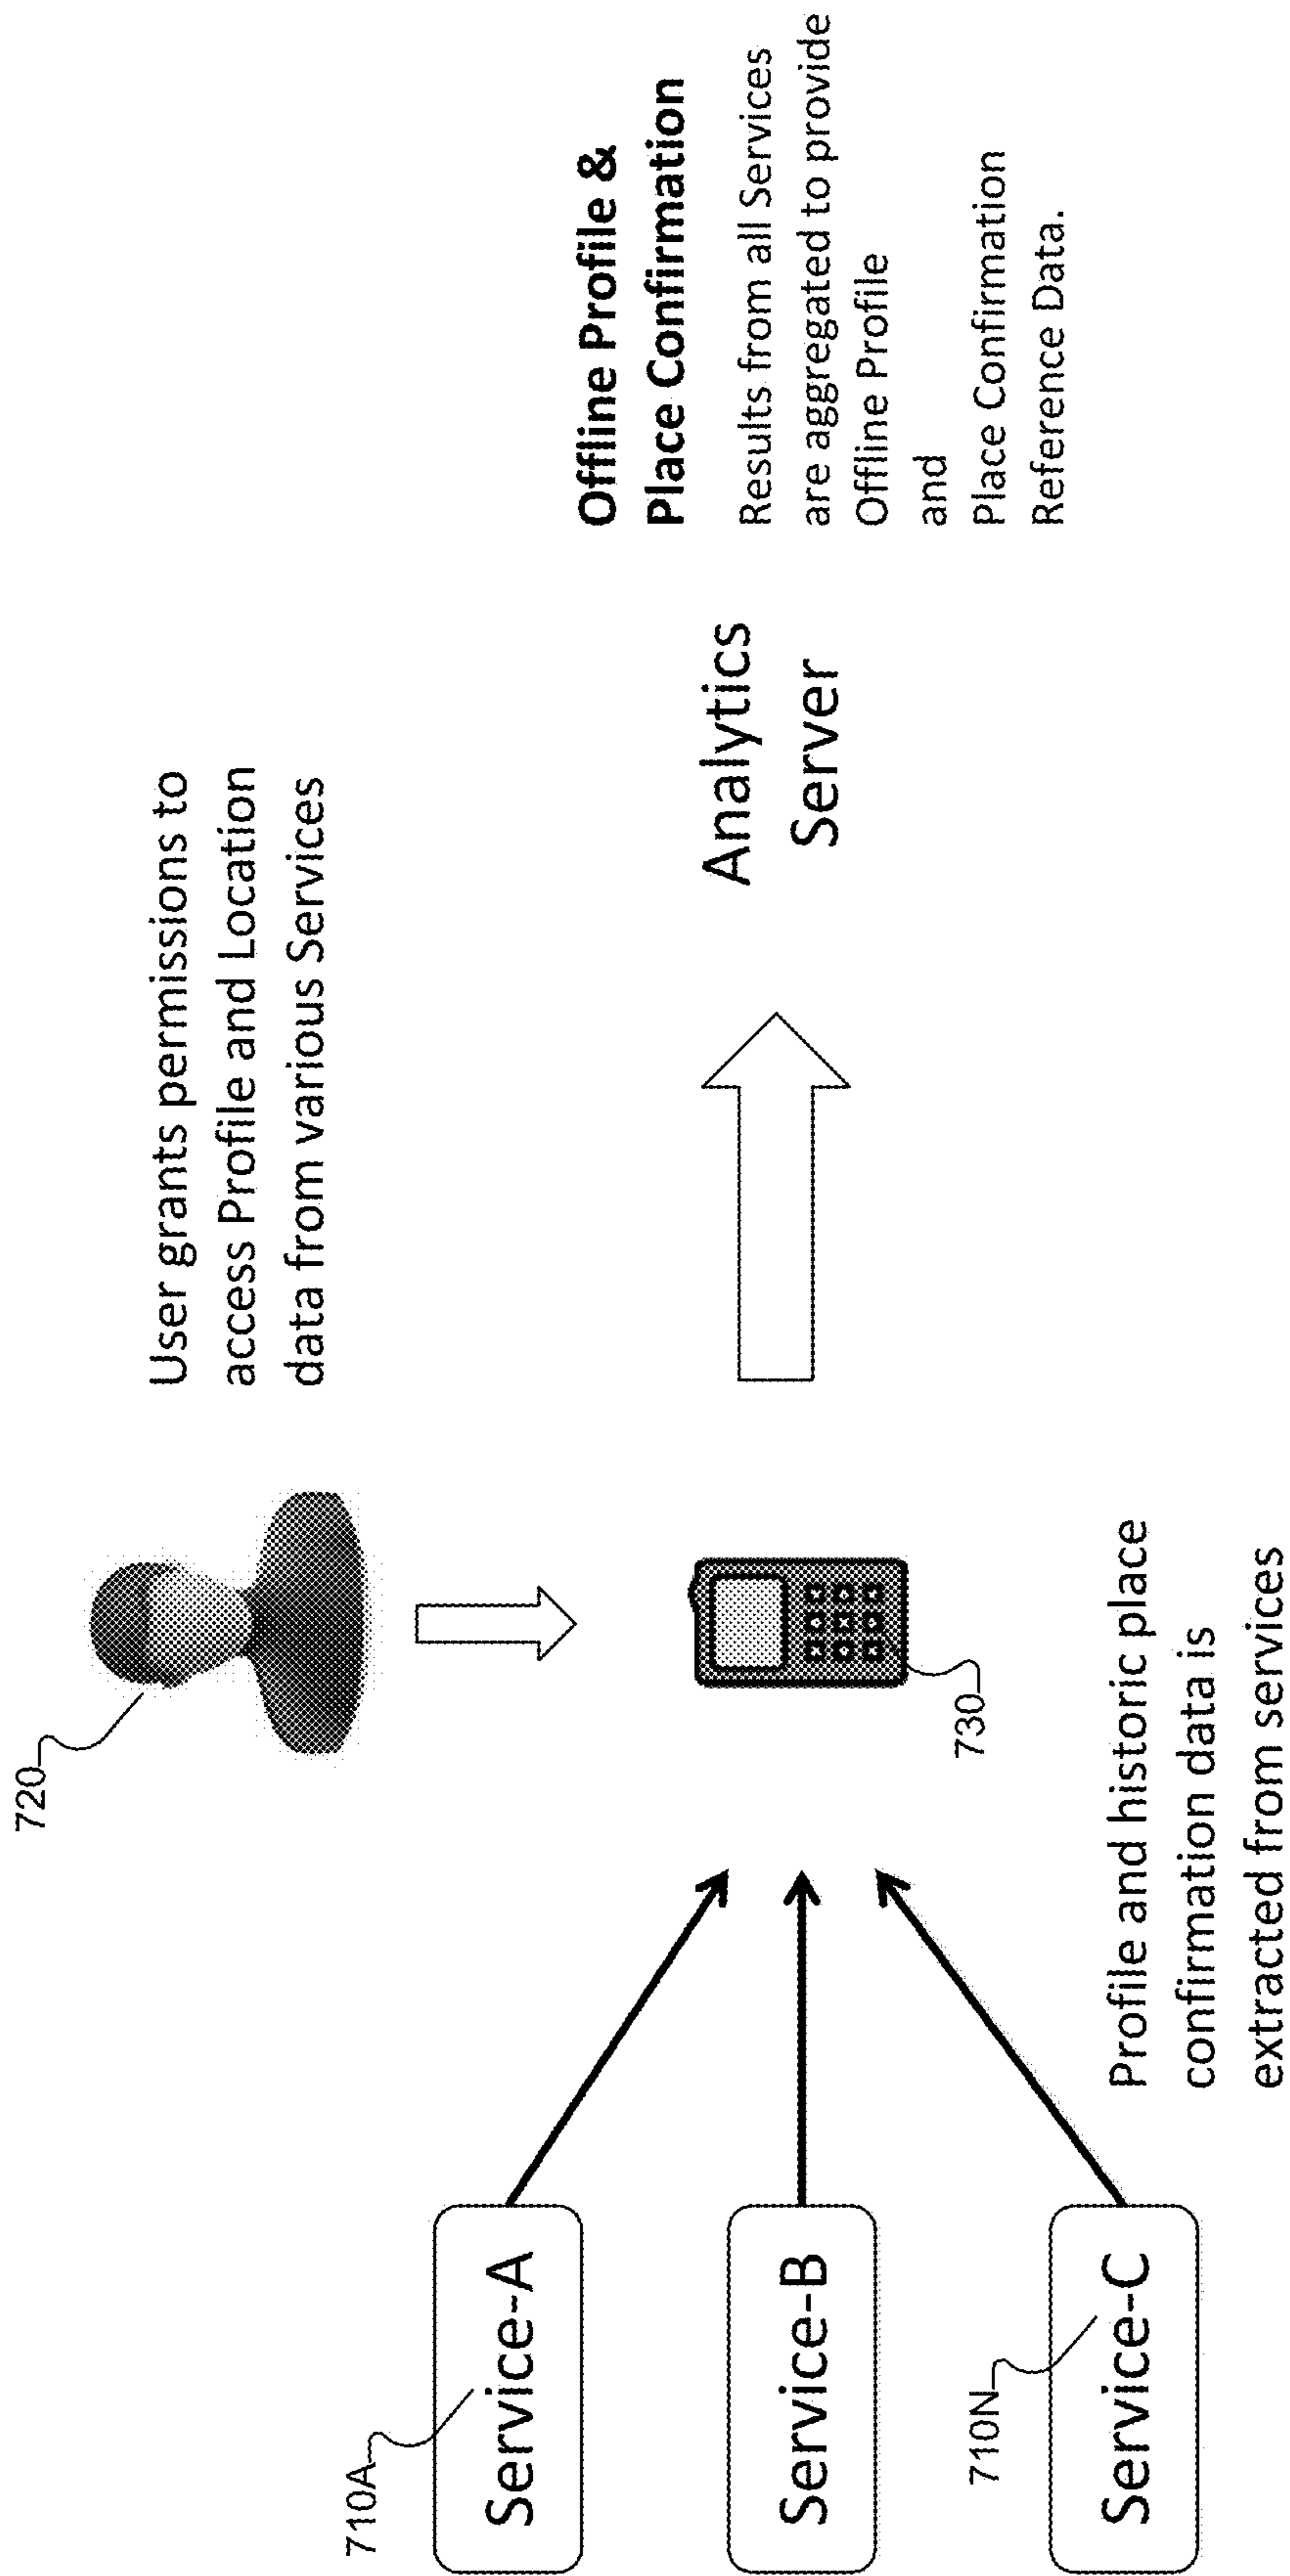 720
User grants permissions to
access Profile and Location
data from various Services
710A
Service-A
Service-B
710N
Service-C
730
Profile and historic place
confirmation data is
extracted from services
Analytics
Server
Offline Profile &
Place Confirmation
Results from all Services
are aggregated to provide
Offline Profile
and
Place Confirmation
Reference Data.